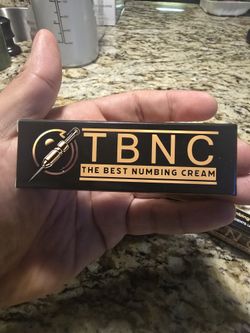 TBNC
THE BEST NUMBING CREAM